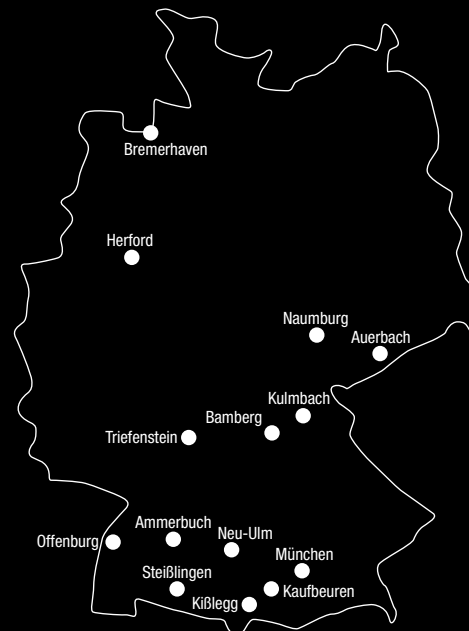 Bremerhaven
Herford
Naumburg
Auerbach
Kulmbach
Bamberg
Triefenstein
Ammerbuch
Offenburg
Neu-Ulm
München
Steißlingen
Kaufbeuren
Kißlegg